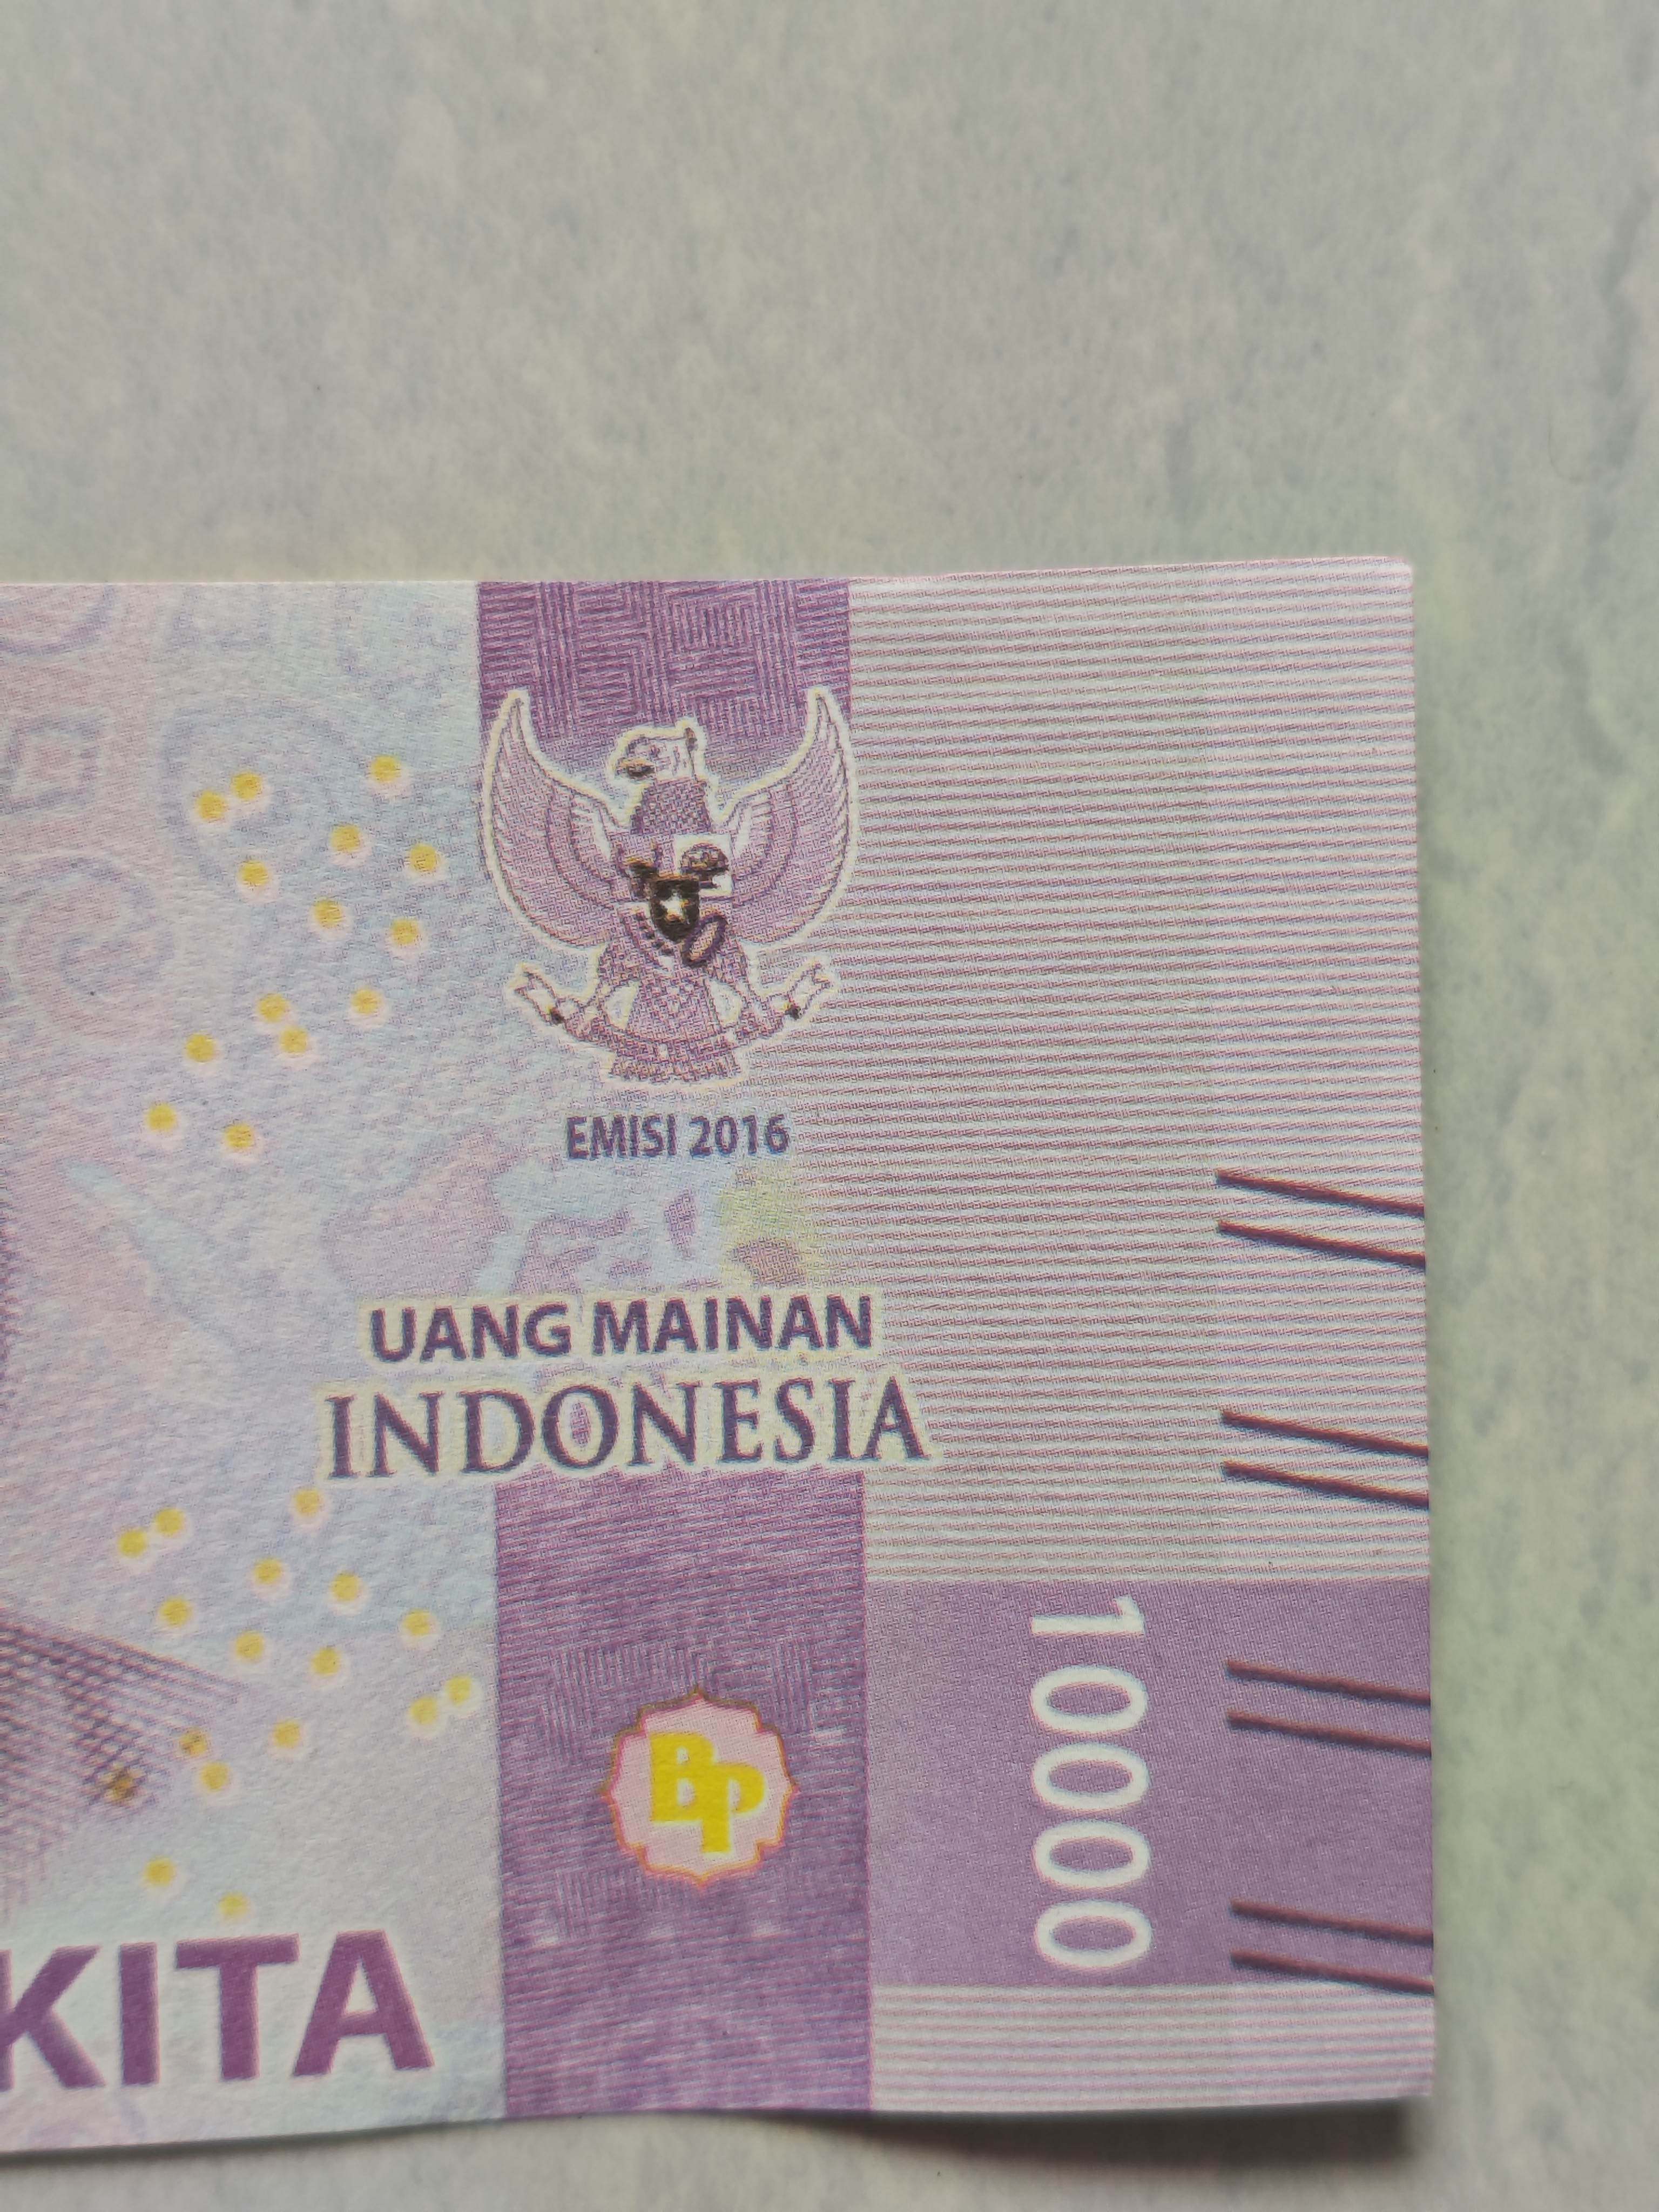 EMISI 2016
UANG MAINAN
INDONESIA
10000
BP
KITA